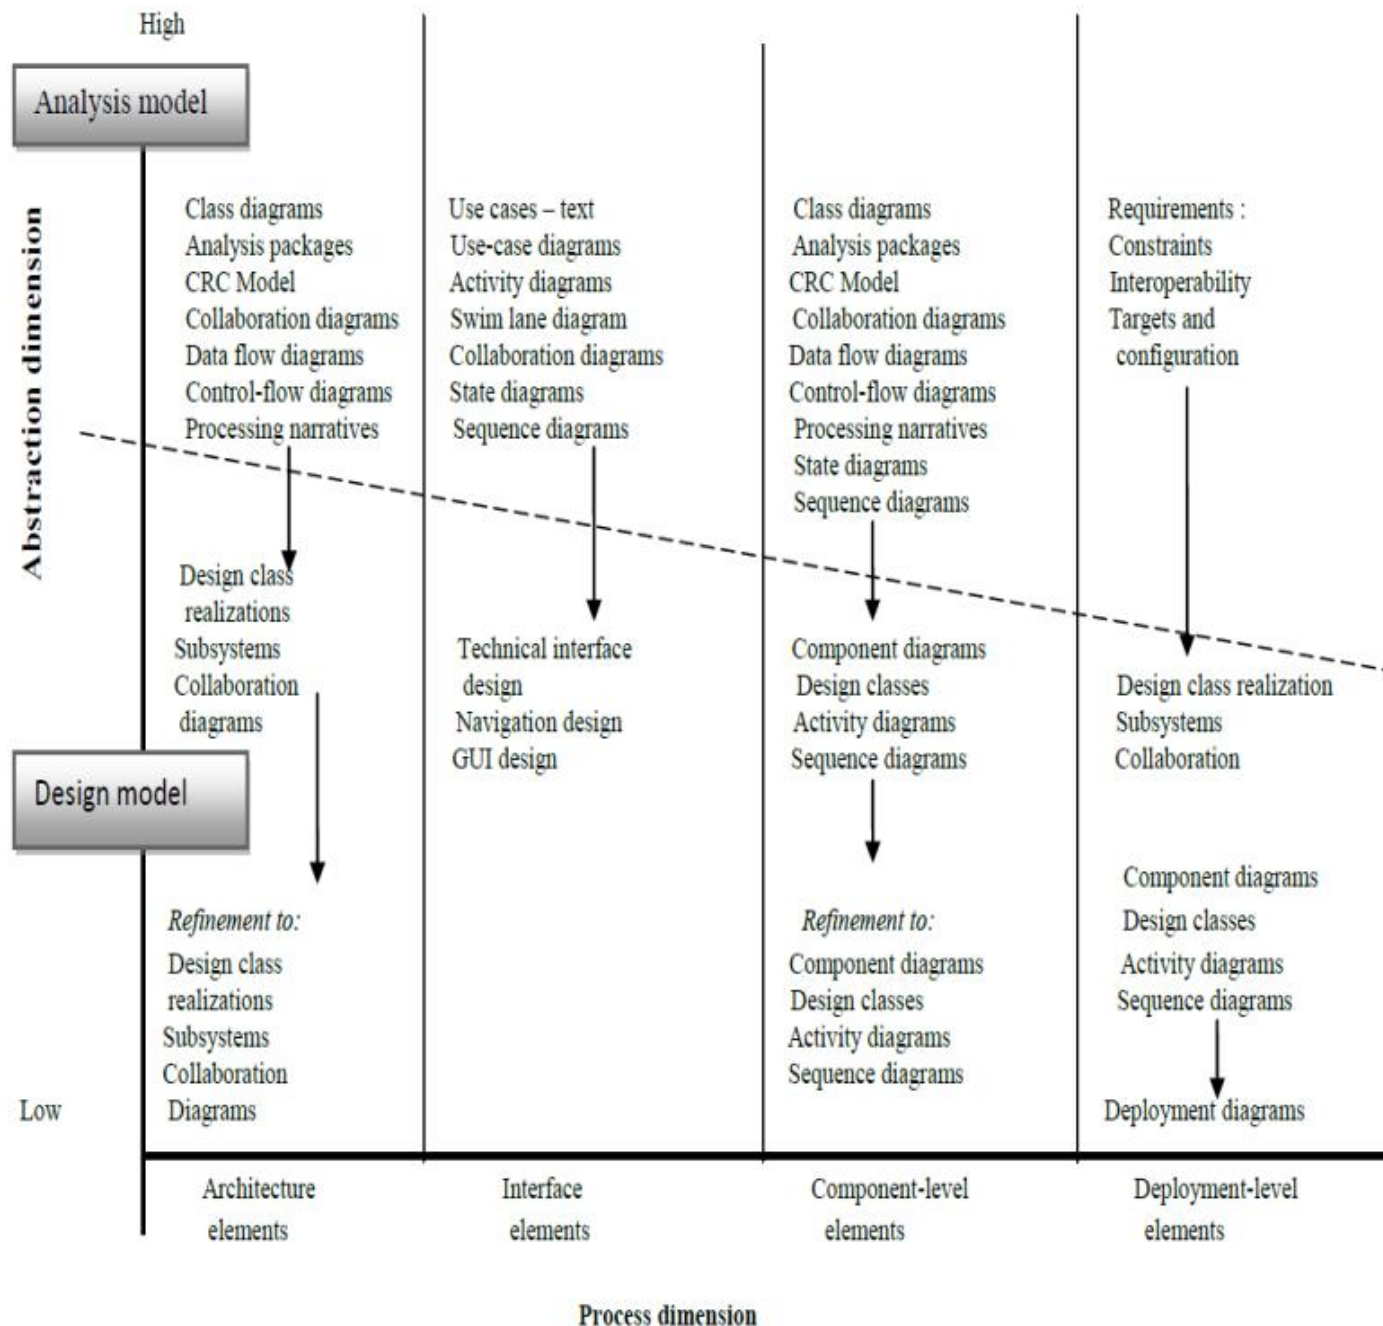 High
Analysis model
Abstraction dimension
Class diagrams
Analysis packages
CRC Model
Collaboration diagrams
Data flow diagrams
Control-flow diagrams
Processing narratives
Design class
realizations
Subsystems
Collaboration
diagrams
Design model
Refinement to:
Design class
realizations
Subsystems
Collaboration
Diagrams
Low
Use cases – text
Use-case diagrams
Activity diagrams
Swim lane diagram
Collaboration diagrams
State diagrams
Sequence diagrams
Technical interface
design
Navigation design
GUI design
Class diagrams
Analysis packages
CRC Model
Collaboration diagrams
Data flow diagrams
Control-flow diagrams
Processing narratives
State diagrams
Sequence diagrams
Component diagrams
Design classes
Activity diagrams
Sequence diagrams
Refinement to:
Component diagrams
Design classes
Activity diagrams
Sequence diagrams
Requirements :
Constraints
Interoperability
Targets and
configuration
Design class realization
Subsystems
Collaboration
Component diagrams
Design classes
Activity diagrams
Sequence diagrams
Deployment diagrams
Architecture
elements
Interface
elements
Component-level
elements
Deployment-level
elements
Process dimension